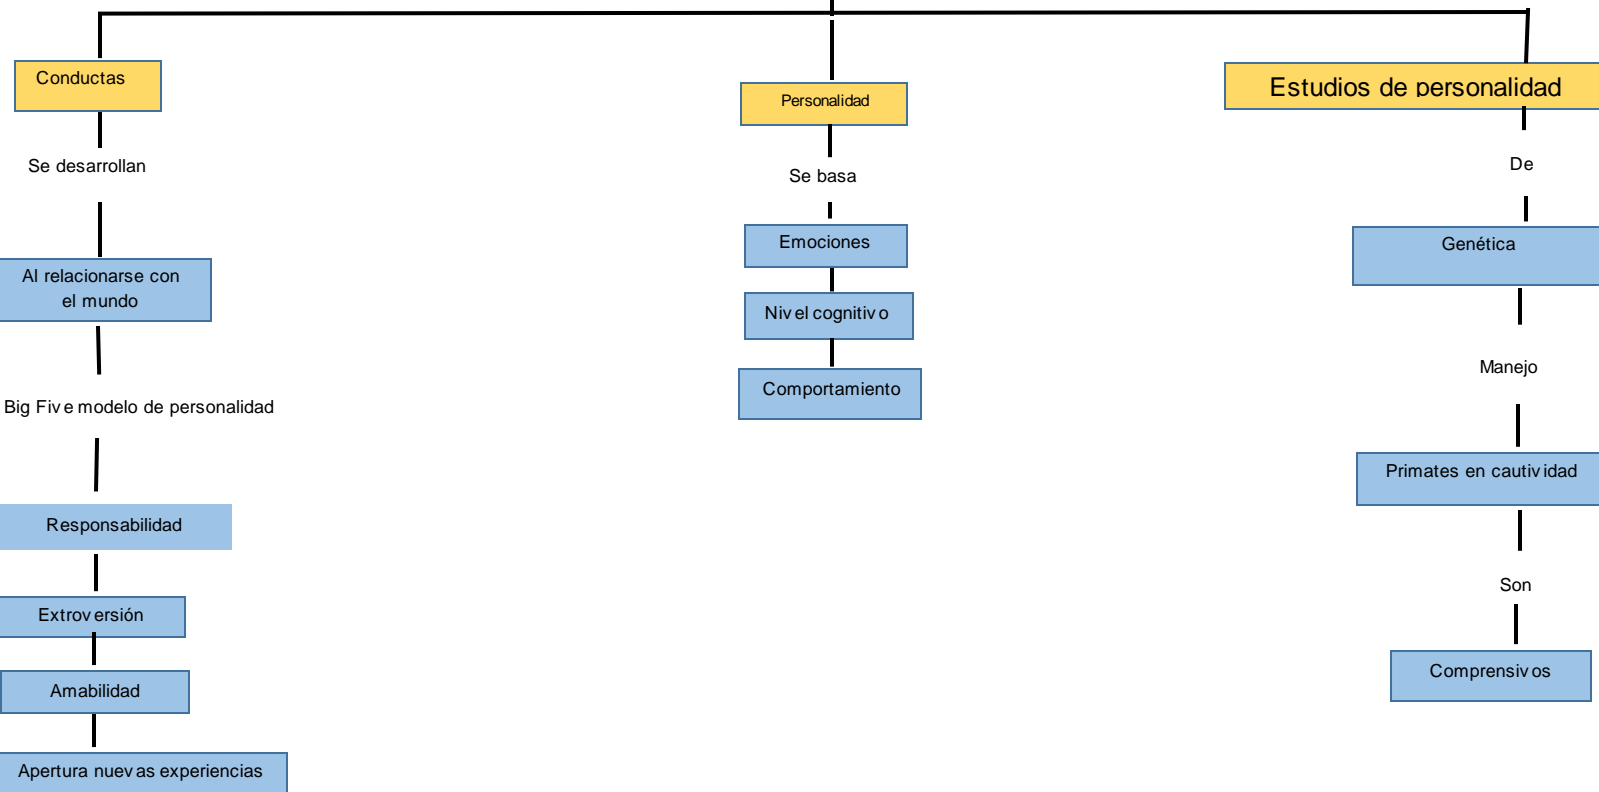 Conductas
Se desarrollan
Al relacionarse con
el mundo
Big Five modelo de personalidad
Responsabilidad
Extroversión
Amabilidad
Apertura nuevas experiencias
Personalidad
Se basa
Emociones
Nivel cognitivo
Comportamiento
Estudios de personalidad
De
Genética
Manejo
Primates en cautividad
Son
Comprensivos